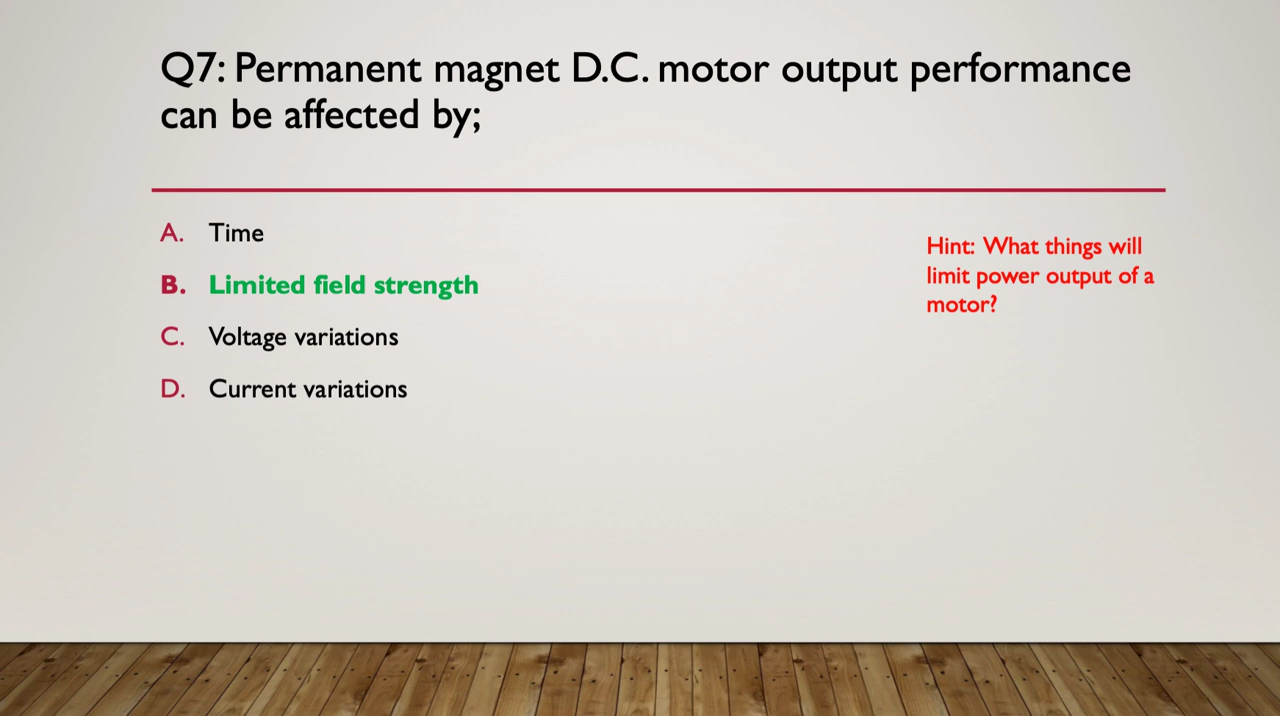 Q7: Permanent magnet D.C. motor output performance
can be affected by;
A. Time
B. Limited field strength
C. Voltage variations
D. Current variations
Hint: What things will
limit power output of a
motor?